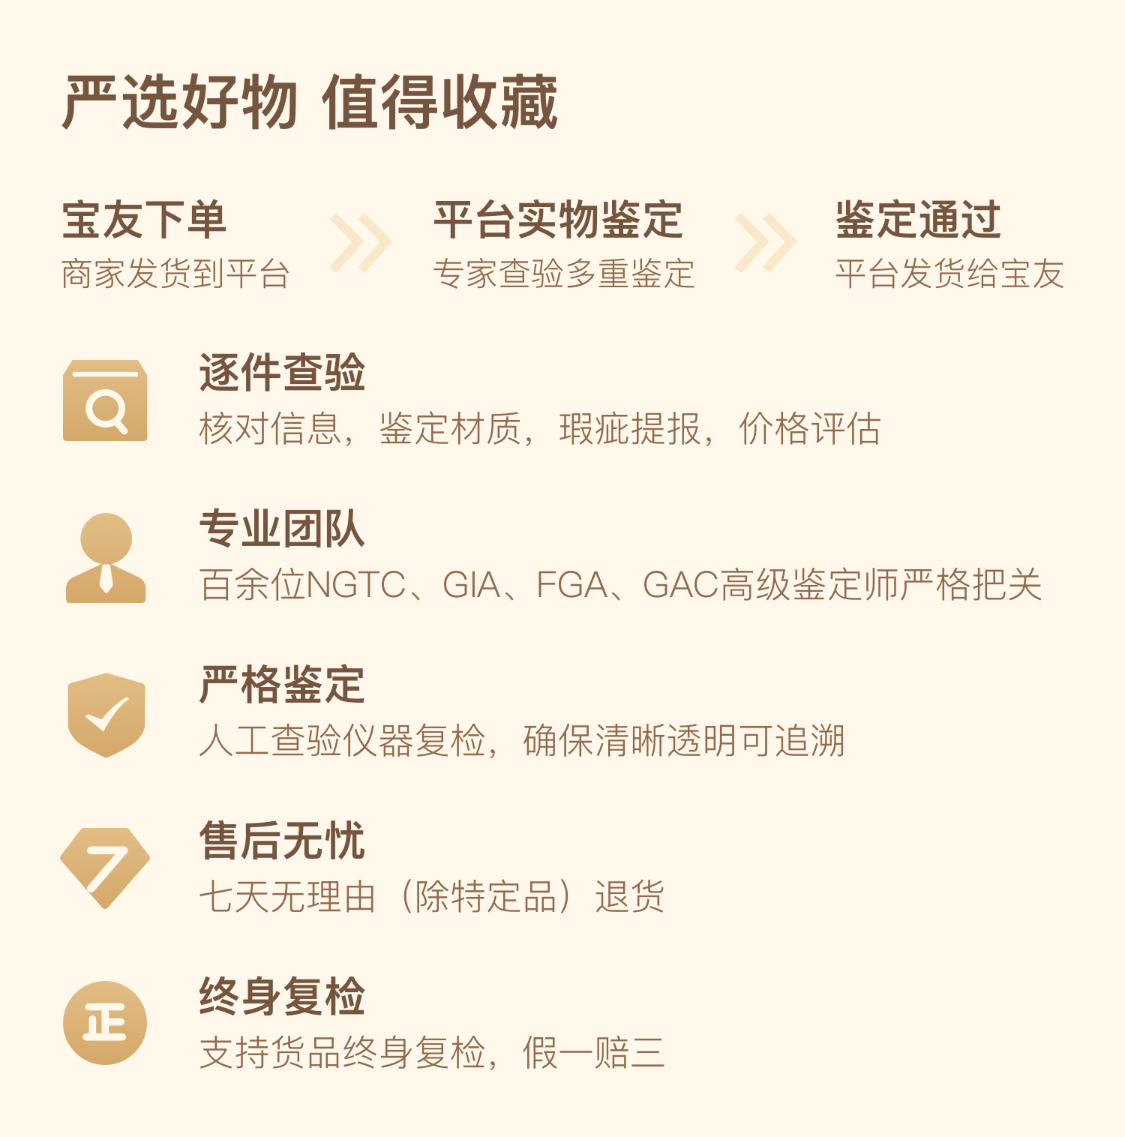 严选好物 值得收藏
宝友下单 平台实物鉴定 鉴定通过
商家发货到平台 专家查验多重鉴定 平台发货给宝友
逐件查验
核对信息，鉴定材质，瑕疵提报，价格评估
专业团队
百余位NGTC、GIA、FGA、GAC高级鉴定师严格把关
严格鉴定
人工查验仪器复检，确保清晰透明可追溯
售后无忧
7
七天无理由（除特定品）退货
终身复检
正
支持货品终身复检，假一赔三